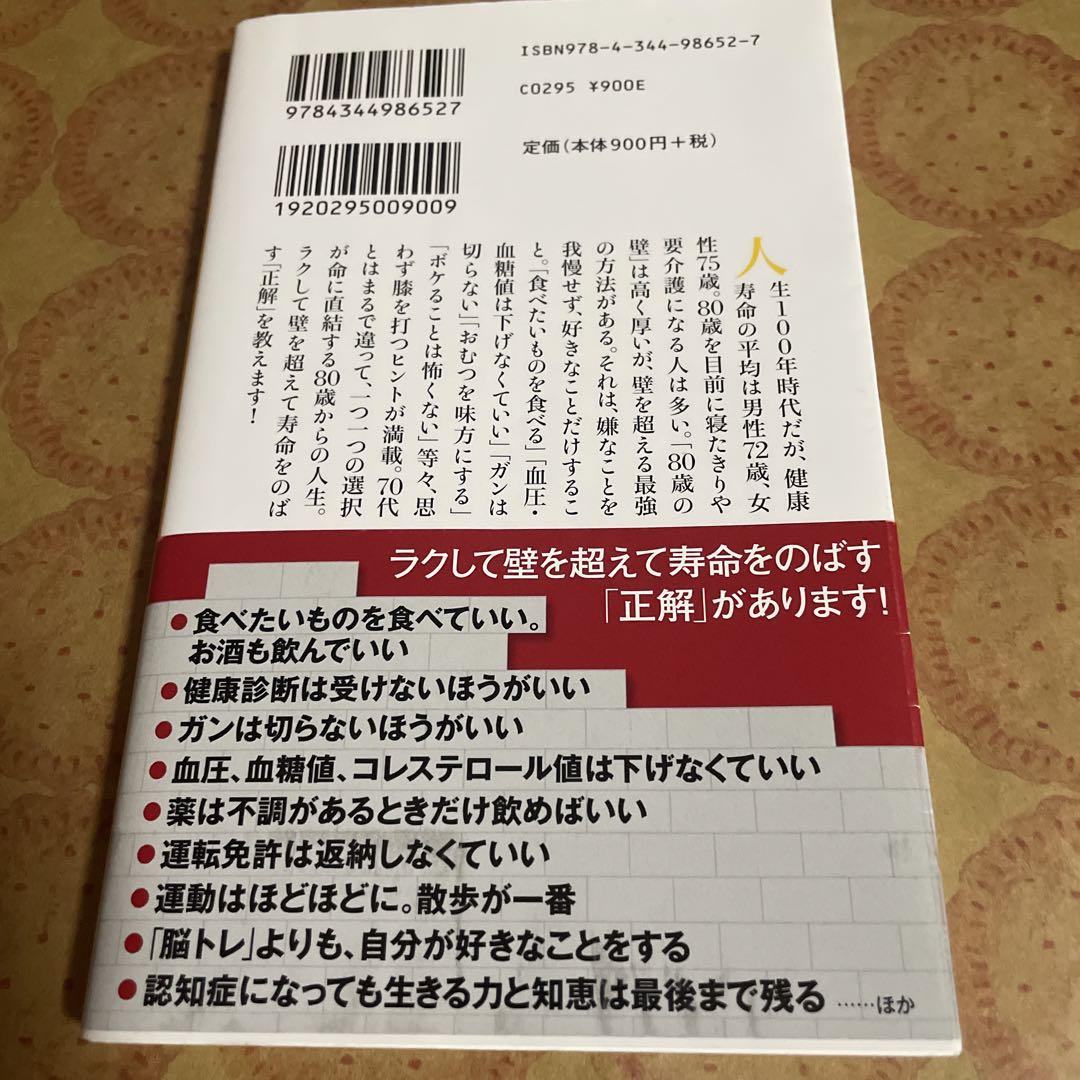 ISBN978-4-344-98652-7
C0295 ¥900E
定価(本体900円+税)
9784344986527
1920295009009
人生100年時代だが、健康
寿命の平均は男性72歳、女
性75歳。80歳を目前に寝たきりや
要介護になる人は多い。「80歳の
壁」は高く厚いが、壁を超える最強
の方法がある。それは、嫌なことを
我慢せず、好きなことだけするこ
と。「食べたいものを食べる」「血圧・
血糖値は下げなくていい」「ガンは
切らない」「おむつを味方にする」
「ボケることは怖くない」等々、思
わず膝を打つヒントが満載。70代
とはまるで違って、一つ一つの選択
が命に直結する80歳からの人生。
ラクして壁を超えて寿命をのば
す「正解」を教えます!
ラクして壁を超えて寿命をのばす
「正解」があります!
●食べたいものを食べていい。
お酒も飲んでいい
●健康診断は受けないほうがいい
●ガンは切らないほうがいい
●血圧、血糖値、コレステロール値は下げなくていい
●薬は不調があるときだけ飲めばいい
●運転免許は返納しなくていい
●運動はほどほどに。散歩が一番
●「脳トレ」よりも、自分が好きなことをする
●認知症になっても生きる力と知恵は最後まで残る ……ほか